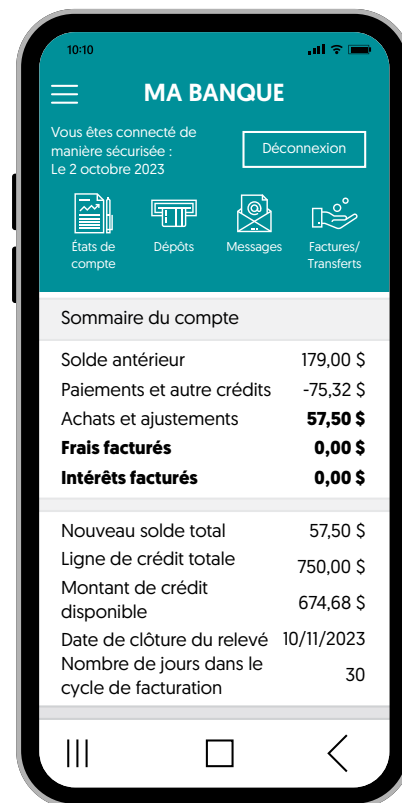 10:10
MA BANQUE
Vous êtes connecté de
manière sécurisée :
Le 2 octobre 2023
Déconnexion
États de
compte
Dépôts
Messages
Factures/
Transferts
Sommaire du compte
Solde antérieur 179,00 $
Paiements et autre crédits -75,32 $
Achats et ajustements 57,50 $
Frais facturés 0,00 $
Intérêts facturés 0,00 $
Nouveau solde total 57,50 $
Ligne de crédit totale 750,00 $
Montant de crédit
disponible 674,68 $
Date de clôture du relevé 10/11/2023
Nombre de jours dans le
cycle de facturation 30